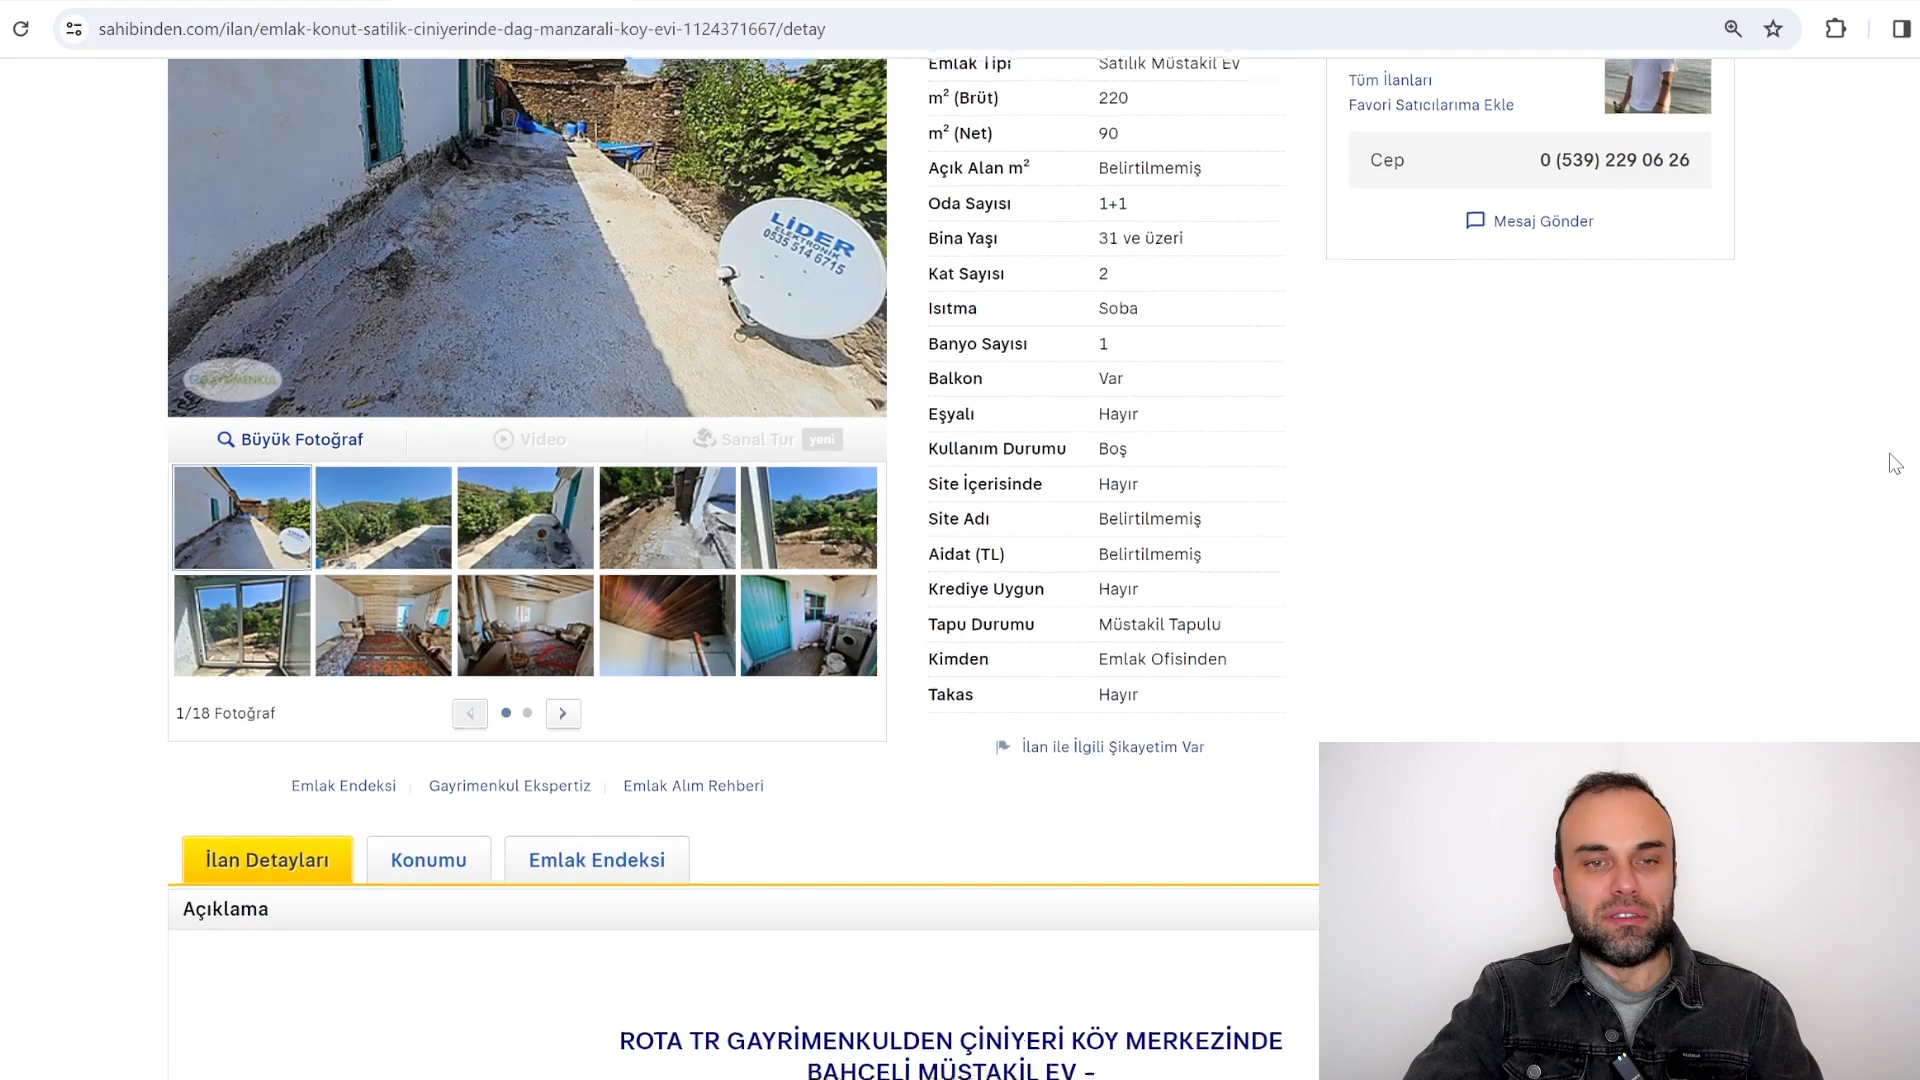 sahibinden.com/ilan/emlak-konut-satilik-ciniyerinde-dag-manzarali-koy-evi-1124371667/detay
Emlak Tipi Satılık Müstakil Ev
m² (Brüt) 220
m² (Net) 90
Açık Alan m² Belirtilmemiş
Oda Sayısı 1+1
Bina Yaşı 31 ve üzeri
Kat Sayısı 2
Isıtma Soba
Banyo Sayısı 1
Balkon Var
Eşyalı Hayır
Kullanım Durumu Boş
Site İçerisinde Hayır
Site Adı Belirtilmemiş
Aidat (TL) Belirtilmemiş
Krediye Uygun Hayır
Tapu Durumu Müstakil Tapulu
Kimden Emlak Ofisinden
Takas Hayır
İlan ile İlgili Şikayetim Var
Tüm İlanları
Favori Satıcılarıma Ekle
Cep 0 (539) 229 06 26
Mesaj Gönder
LiDER
ELEKTRONİK
0535 514 6715
GAYRİMENKUL
Büyük Fotoğraf Video Sanal Tur yeni
1/18 Fotoğraf
Emlak Endeksi Gayrimenkul Ekspertiz Emlak Alım Rehberi
İlan Detayları Konumu Emlak Endeksi
Açıklama
ROTA TR GAYRİMENKULDEN ÇİNİYERİ KÖY MERKEZİNDE
BAHÇELİ MÜSTAKİL EV -